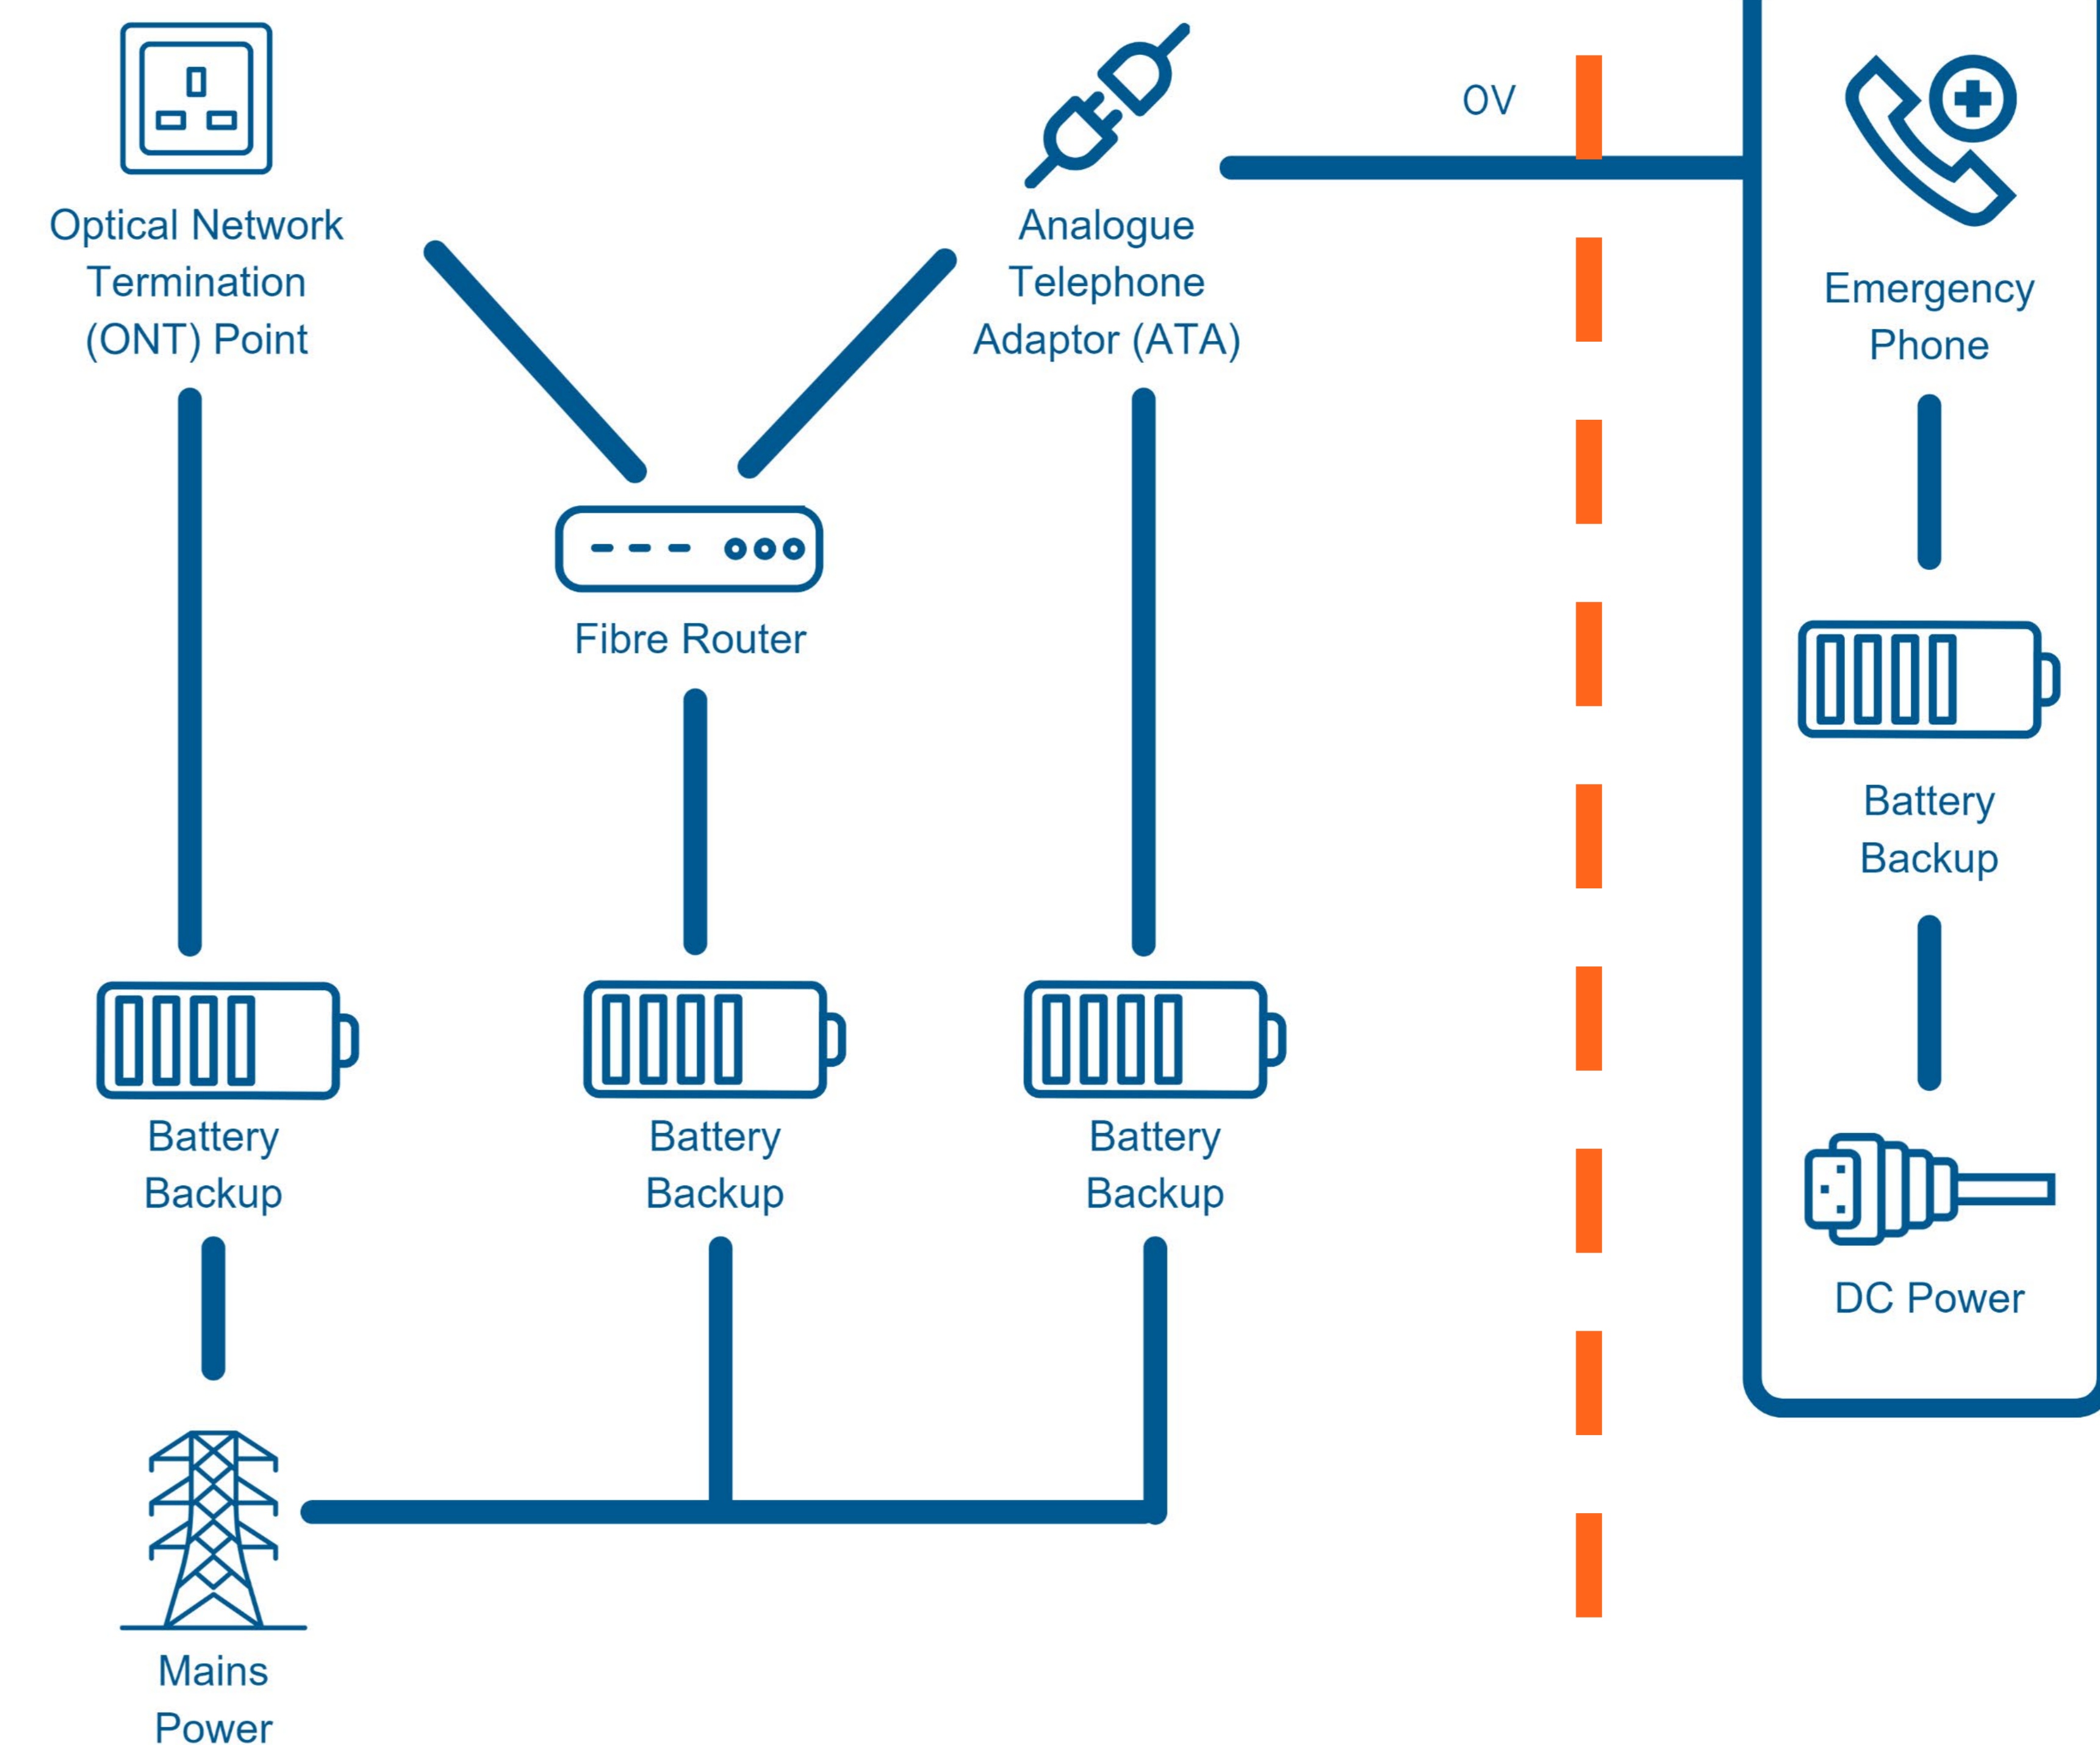 Optical Network
Termination
(ONT) Point
Analogue
Telephone
Adaptor (ATA)
0V
Emergency
Phone
Fibre Router
Battery
Backup
Battery
Backup
Battery
Backup
Battery
Backup
DC Power
Mains
Power